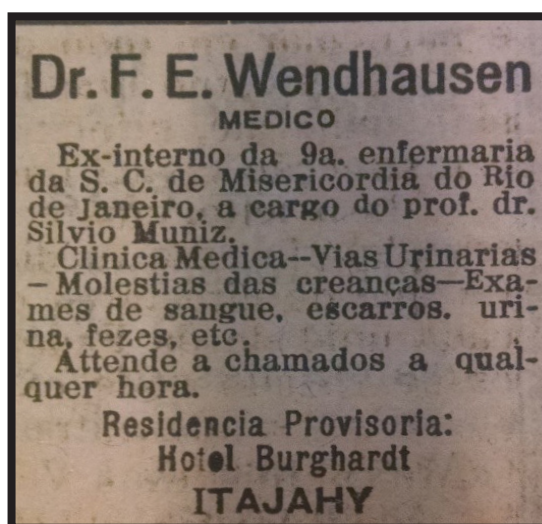 Dr. F. E. Wendhausen
MEDICO
Ex-interno da 9a. enfermaria
da S. C. de Misericordia do Rio
de Janeiro, a cargo do prof. dr.
Silvio Muniz.
Clinica Medica--Vias Urinarias
— Molestias das creanças—Exa-
mes de sangue, escarros. uri-
na, fezes, etc.
Attende a chamados a qual-
quer hora.
Residencia Provisoria:
Hotel Burghardt
ITAJAHY